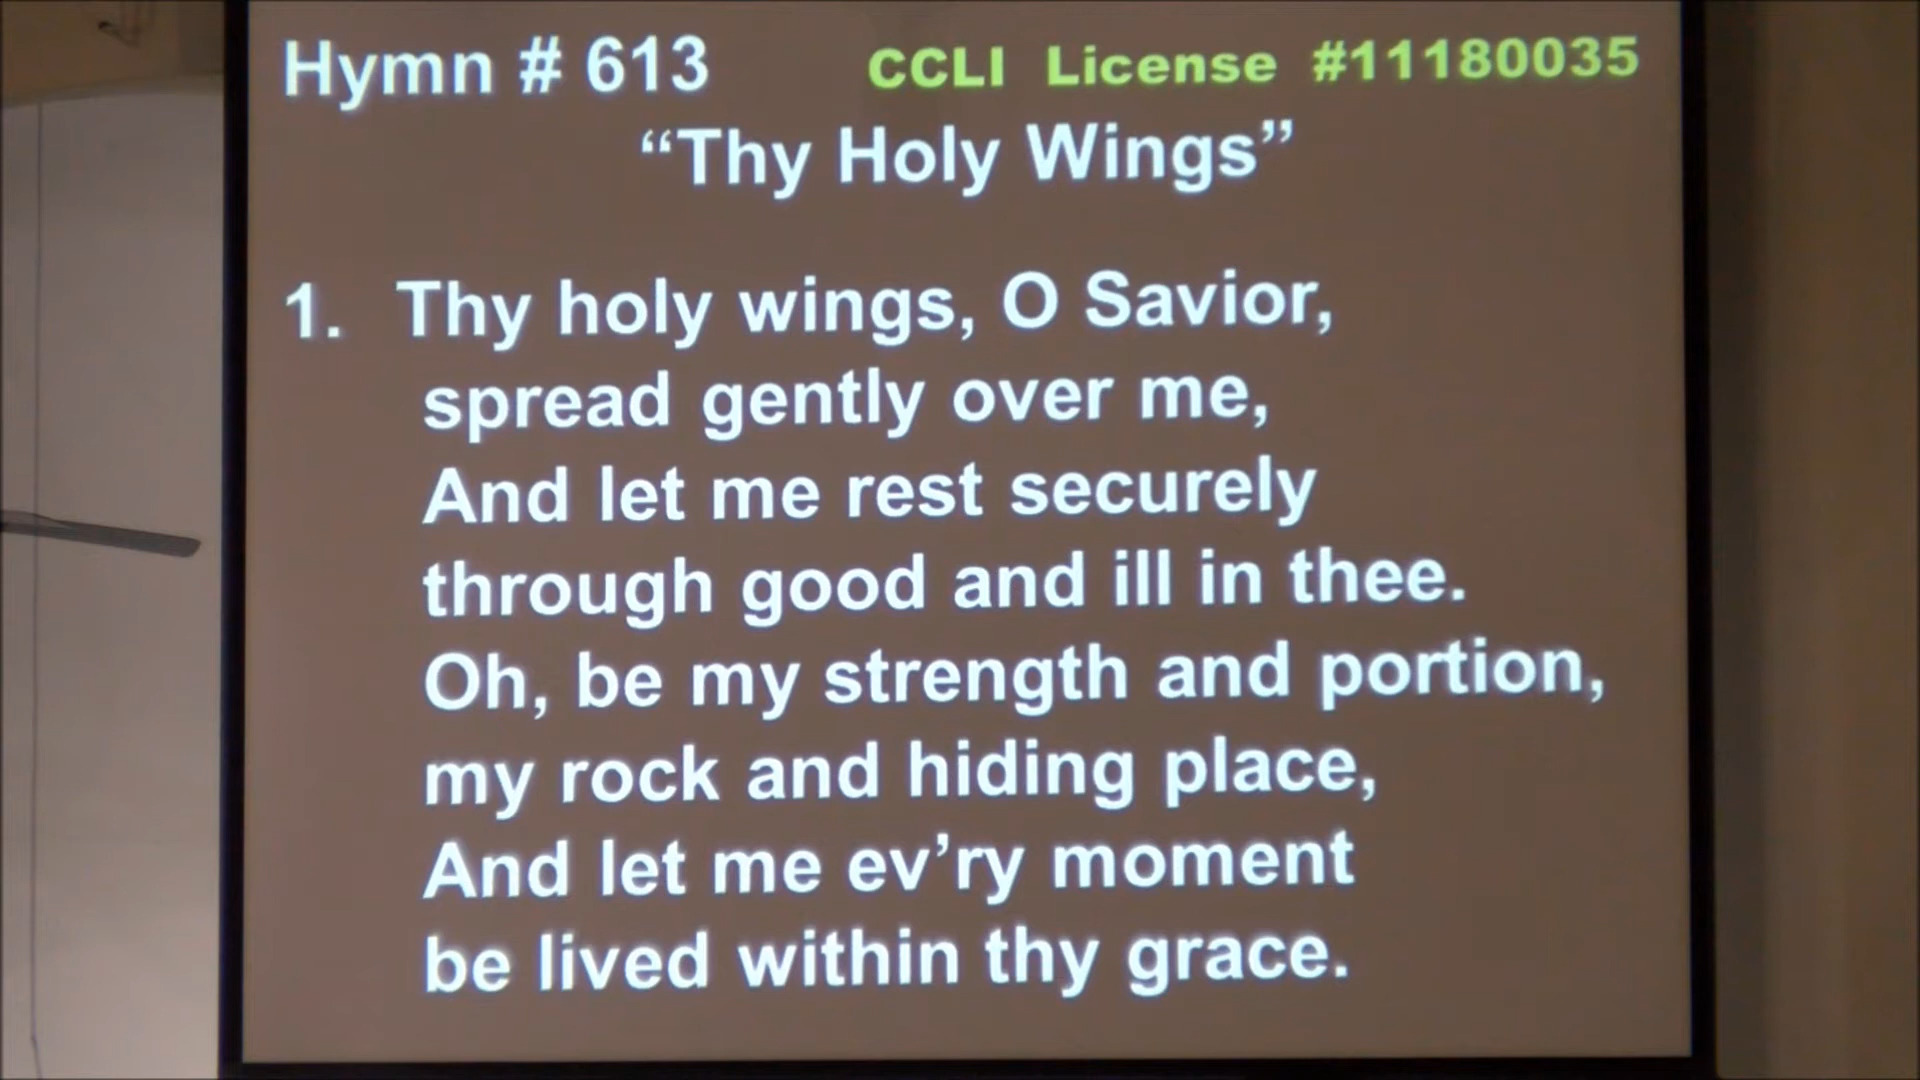 Hymn # 613 CCLI License #11180035
“Thy Holy Wings”
1. Thy holy wings, O Savior,
spread gently over me,
And let me rest securely
through good and ill in thee.
Oh, be my strength and portion,
my rock and hiding place,
And let me ev’ry moment
be lived within thy grace.